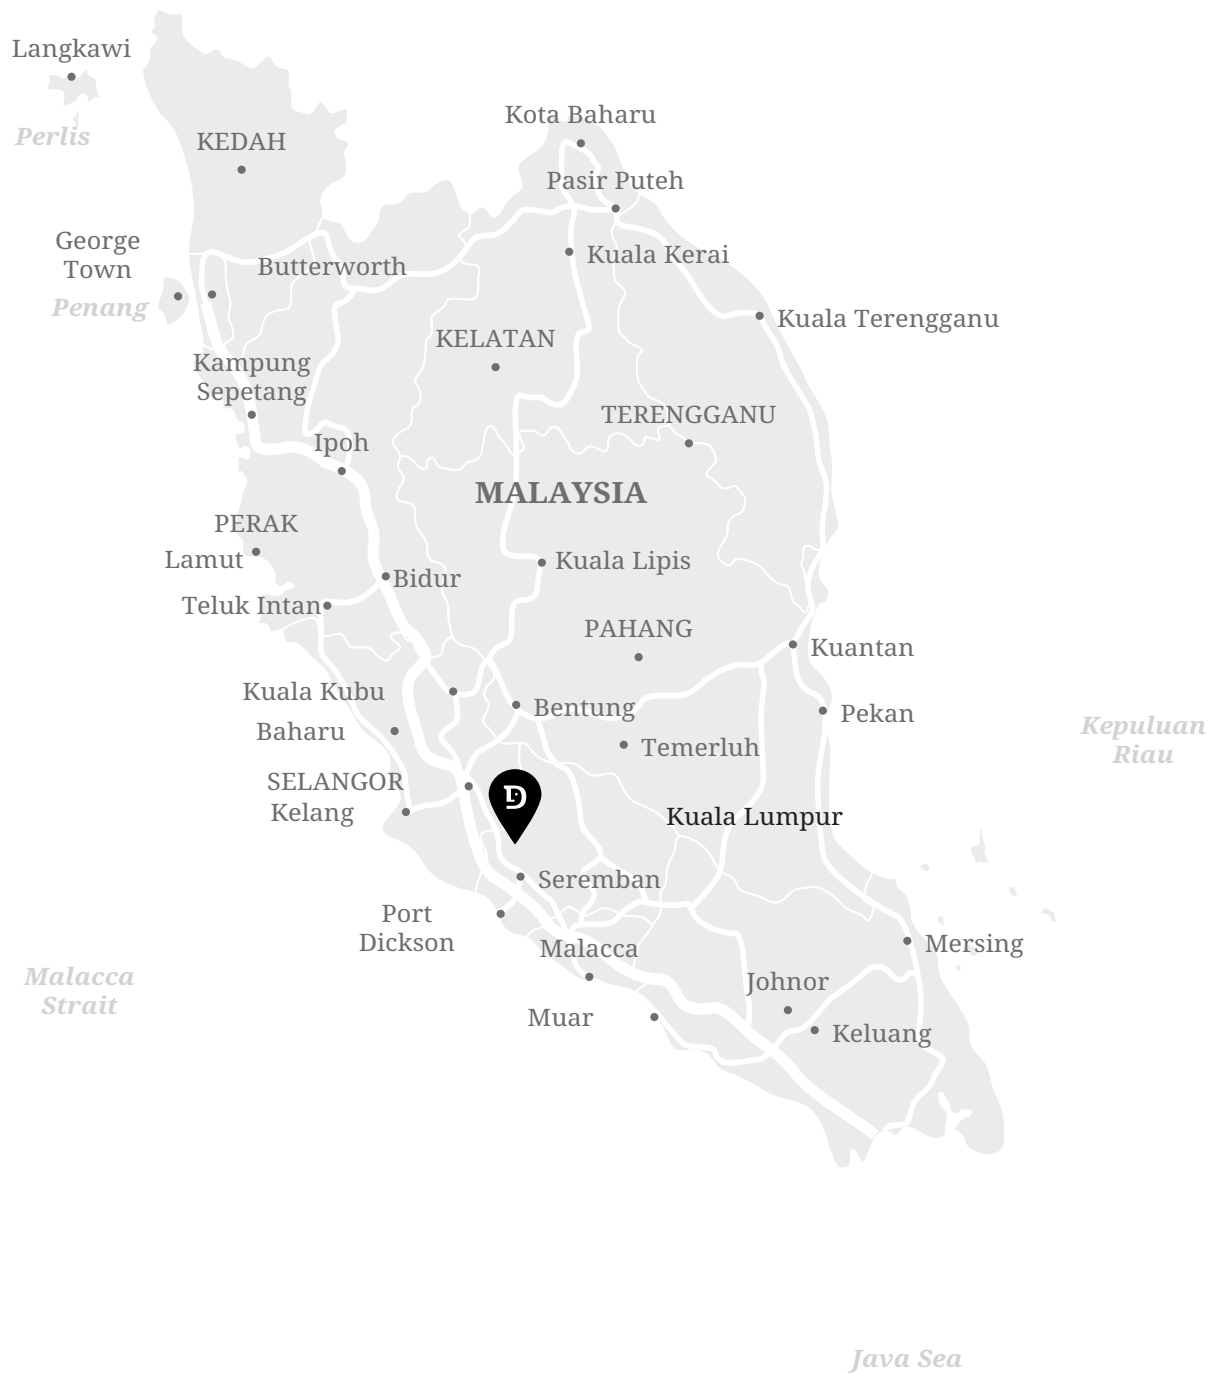 Langkawi
Kota Baharu
Perlis
KEDAH
Pasir Puteh
George
Town
Kuala Kerai
Butterworth
Penang
Kuala Terengganu
KELATAN
Kampung
Sepetang
TERENGGANU
Ipoh
MALAYSIA
PERAK
Lamut
Kuala Lipis
Bidur
Teluk Intan
PAHANG
Kuantan
Kuala Kubu
Baharu
Bentung
Pekan
Kepuluan
Riau
Temerluh
SELANGOR
Kelang
D
Kuala Lumpur
Seremban
Port
Dickson
Malacca
Mersing
Malacca
Strait
Johnor
Muar
Keluang
Java Sea